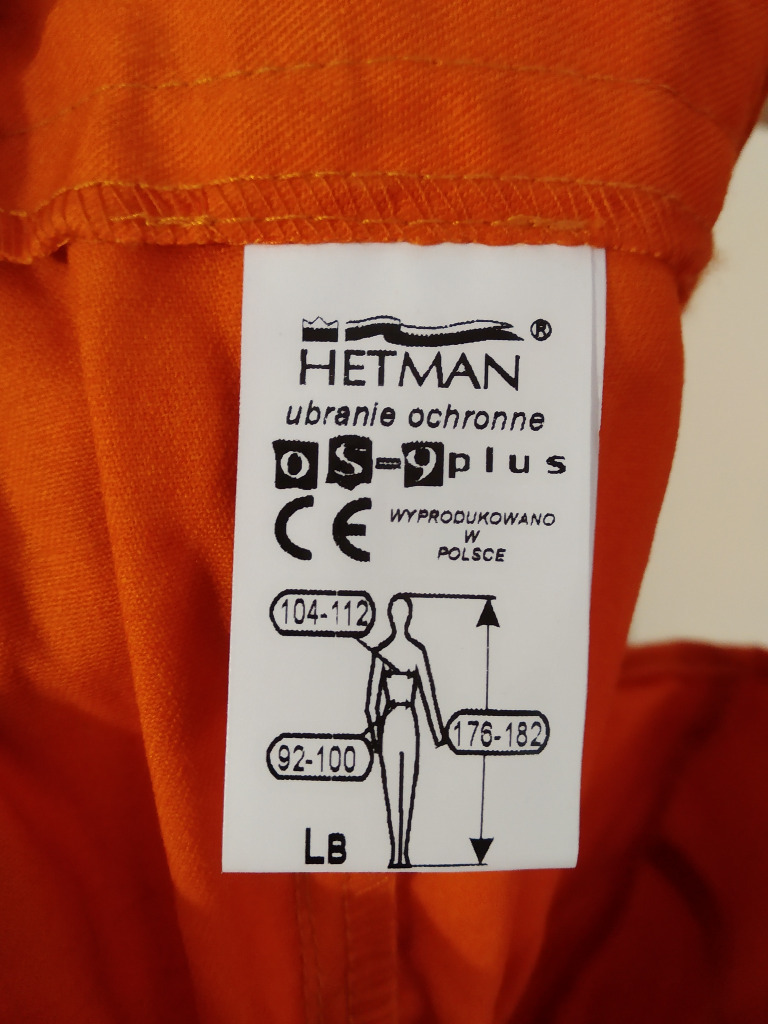 ®
HETMAN
ubranie ochronne
OS-9plus
CE WYPRODUKOWANO
W
POLSCE
104-112
176-182
92-100
LB